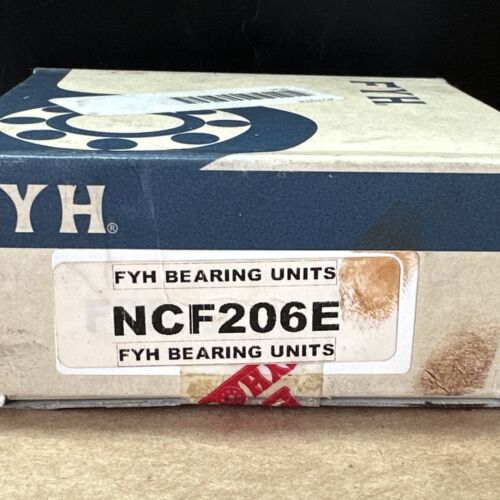 FYH
YH®
FYH BEARING UNITS
NCF206E
FYH BEARING UNITS